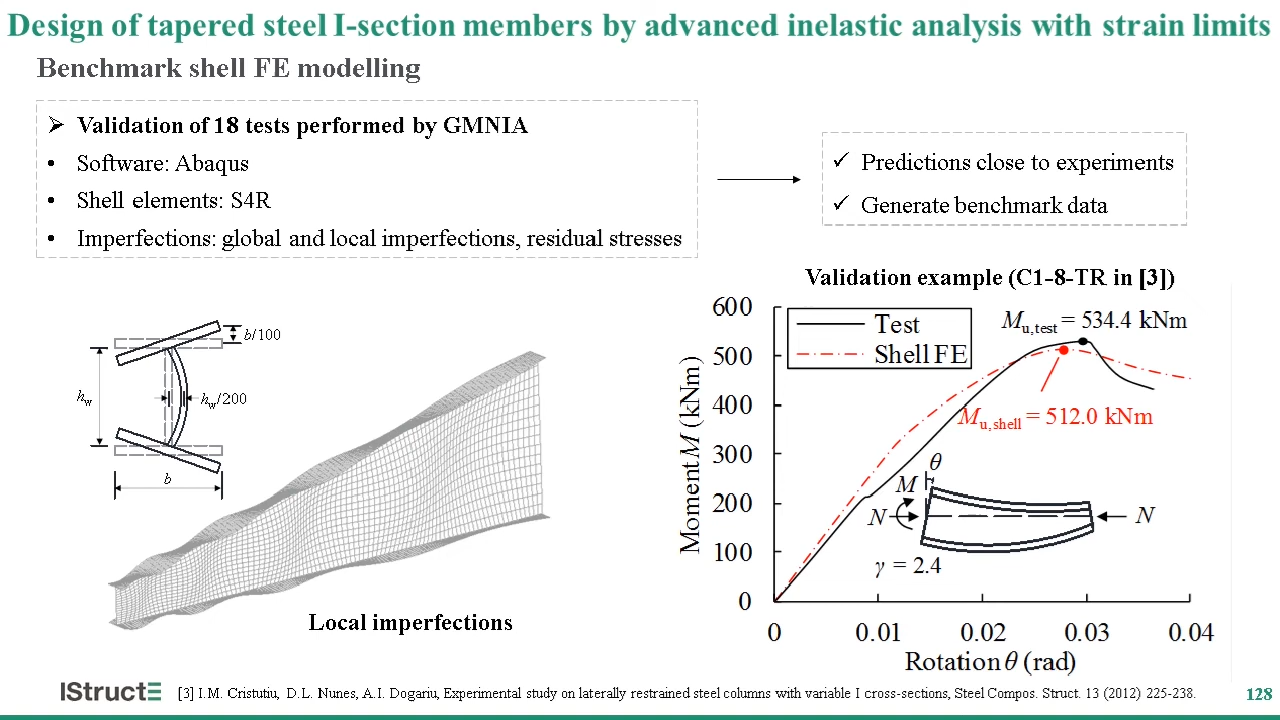 Design of tapered steel I-section members by advanced inelastic analysis with strain limits
Benchmark shell FE modelling
➢ Validation of 18 tests performed by GMNIA
• Software: Abaqus
• Shell elements: S4R
• Imperfections: global and local imperfections, residual stresses
✓ Predictions close to experiments
✓ Generate benchmark data
b/100
hw
hw/200
b
Local imperfections
Validation example (C1-8-TR in [3])
600
500
400
300
200
100
0
Moment M (kNm)
Test
Shell FE
Mu,test = 534.4 kNm
Mu,shell = 512.0 kNm
θ
M
N
N
γ = 2.4
0 0.01 0.02 0.03 0.04
Rotation θ (rad)
IStructE
[3] I.M. Cristutiu, D.L. Nunes, A.I. Dogariu, Experimental study on laterally restrained steel columns with variable I cross-sections, Steel Compos. Struct. 13 (2012) 225-238.
128